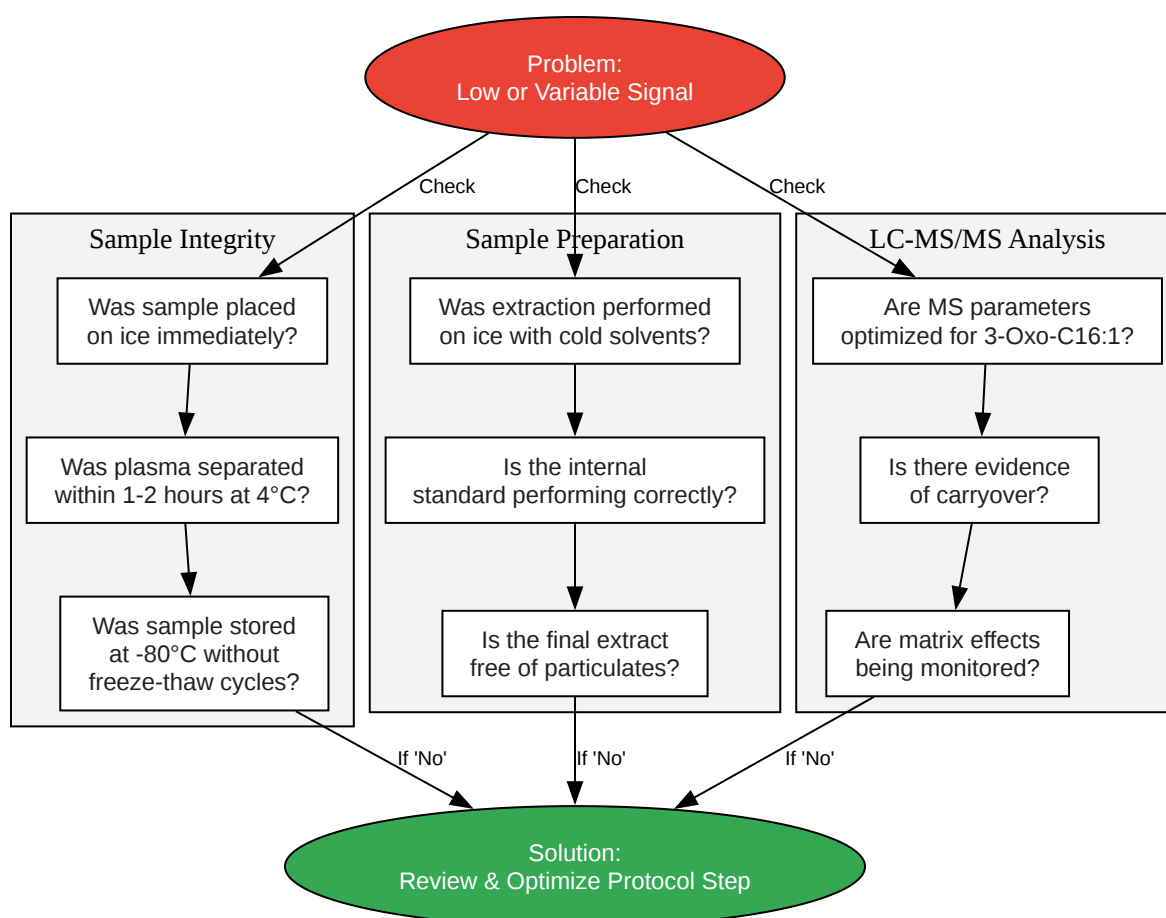 Problem:
Low or Variable Signal
Check
Check
Check
Sample Integrity
Was sample placed
on ice immediately?
Was plasma separated
within 1-2 hours at 4°C?
Was sample stored
at -80°C without
freeze-thaw cycles?
Sample Preparation
Was extraction performed
on ice with cold solvents?
Is the internal
standard performing correctly?
Is the final extract
free of particulates?
LC-MS/MS Analysis
Are MS parameters
optimized for 3-Oxo-C16:1?
Is there evidence
of carryover?
Are matrix effects
being monitored?
If 'No'
If 'No'
If 'No'
Solution:
Review & Optimize Protocol Step